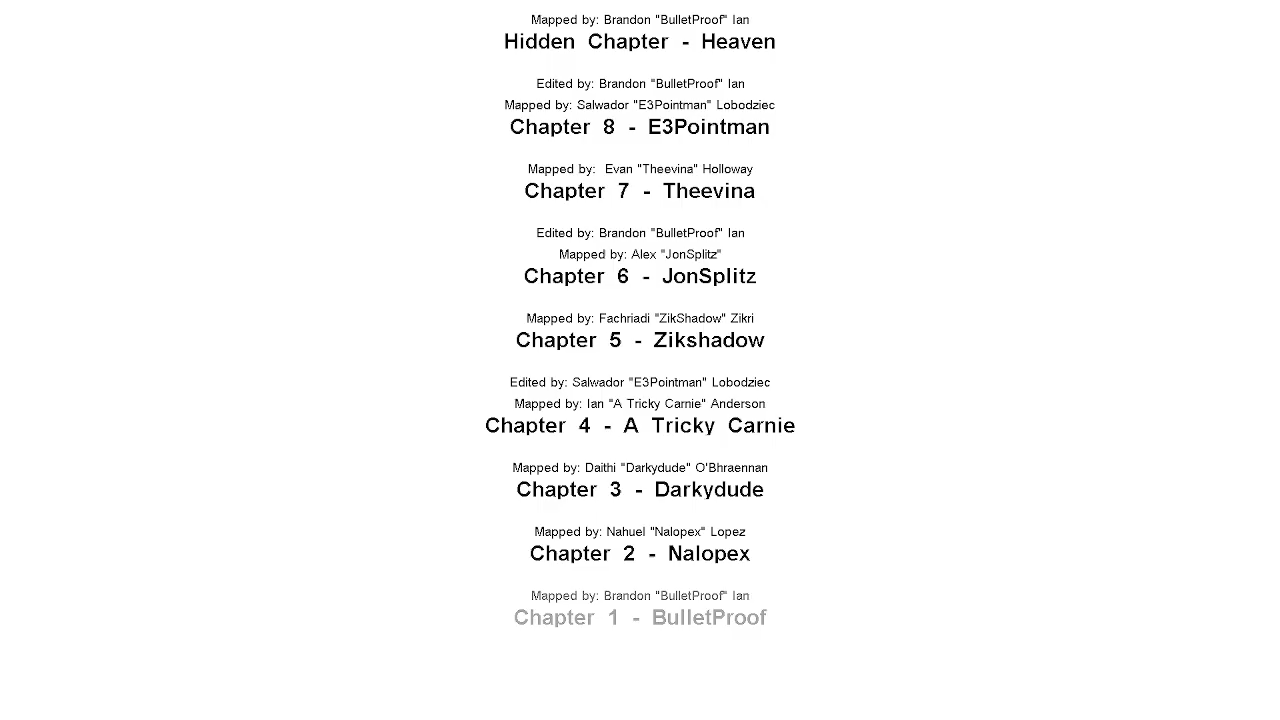 Mapped by: Brandon "BulletProof" Ian
Hidden Chapter - Heaven
Edited by: Brandon "BulletProof" Ian
Mapped by: Salwador "E3Pointman" Lobodziec
Chapter 8 - E3Pointman
Mapped by: Evan "Theevina" Holloway
Chapter 7 - Theevina
Edited by: Brandon "BulletProof" Ian
Mapped by: Alex "JonSplitz"
Chapter 6 - JonSplitz
Mapped by: Fachriadi "ZikShadow" Zikri
Chapter 5 - Zikshadow
Edited by: Salwador "E3Pointman" Lobodziec
Mapped by: Ian "A Tricky Carnie" Anderson
Chapter 4 - A Tricky Carnie
Mapped by: Daithi "Darkydude" O'Bhraennan
Chapter 3 - Darkydude
Mapped by: Nahuel "Nalopex" Lopez
Chapter 2 - Nalopex
Mapped by: Brandon "BulletProof" Ian
Chapter 1 - BulletProof